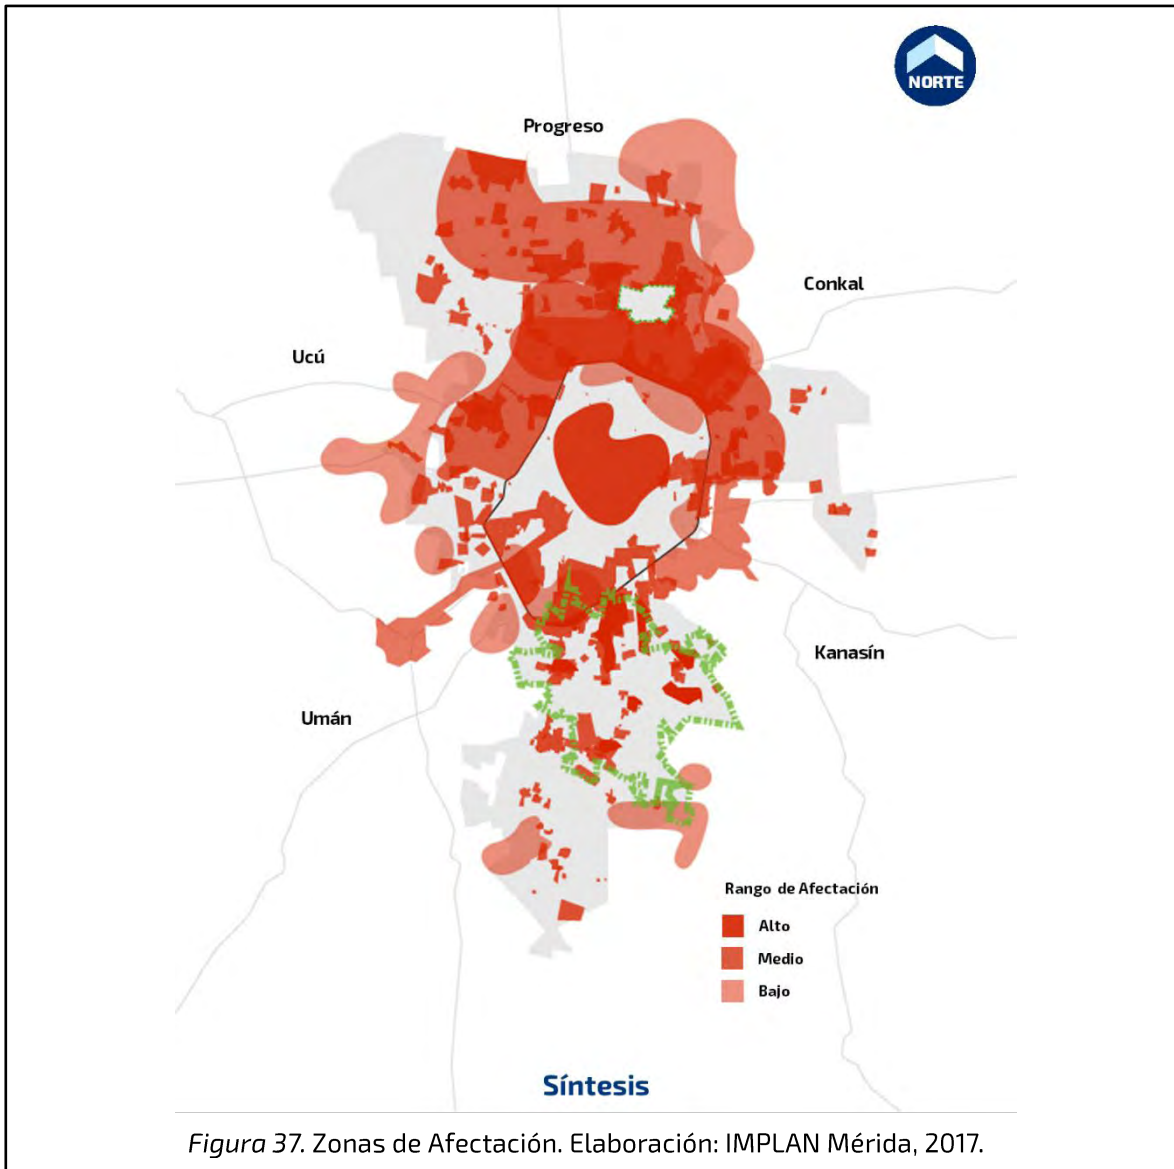 NORTE
Progreso
Conkal
Ucú
Kanasín
Umán
Rango de Afectación
Alto
Medio
Bajo
Síntesis
Figura 37. Zonas de Afectación. Elaboración: IMPLAN Mérida, 2017.